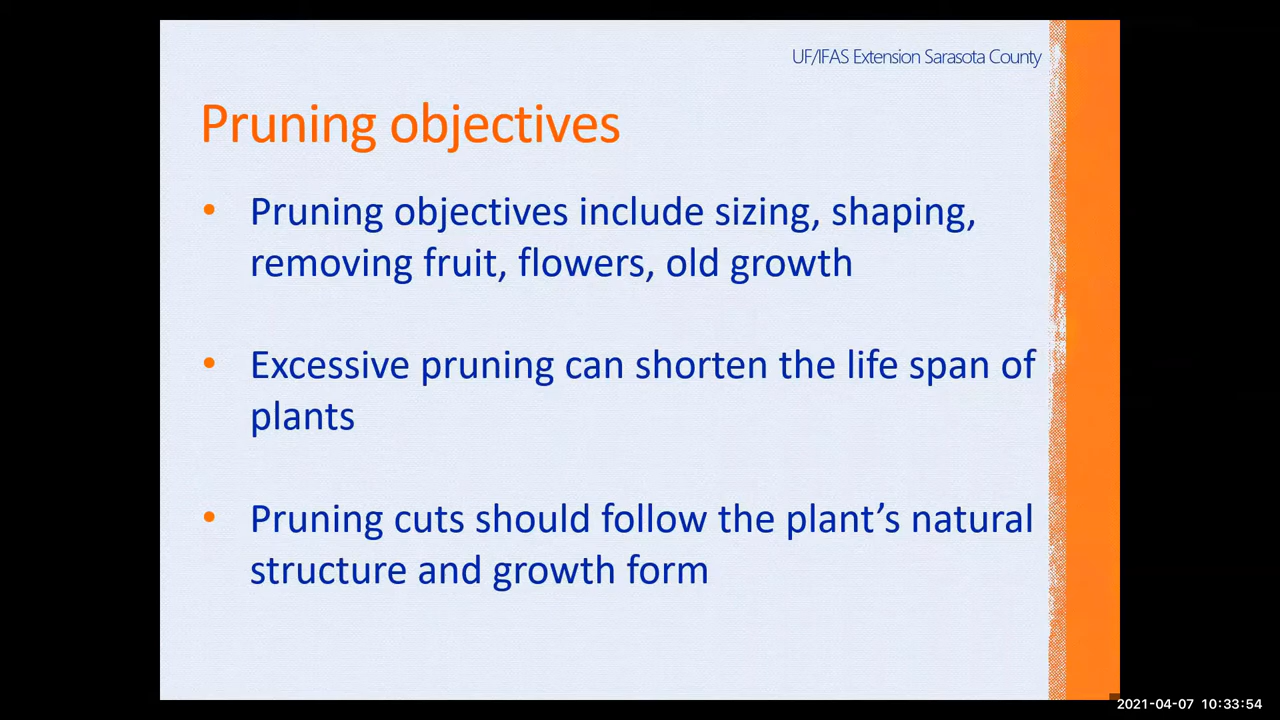 UF/IFAS Extension Sarasota County
Pruning objectives
• Pruning objectives include sizing, shaping,
removing fruit, flowers, old growth
• Excessive pruning can shorten the life span of
plants
• Pruning cuts should follow the plant’s natural
structure and growth form
2021-04-07 10:33:54